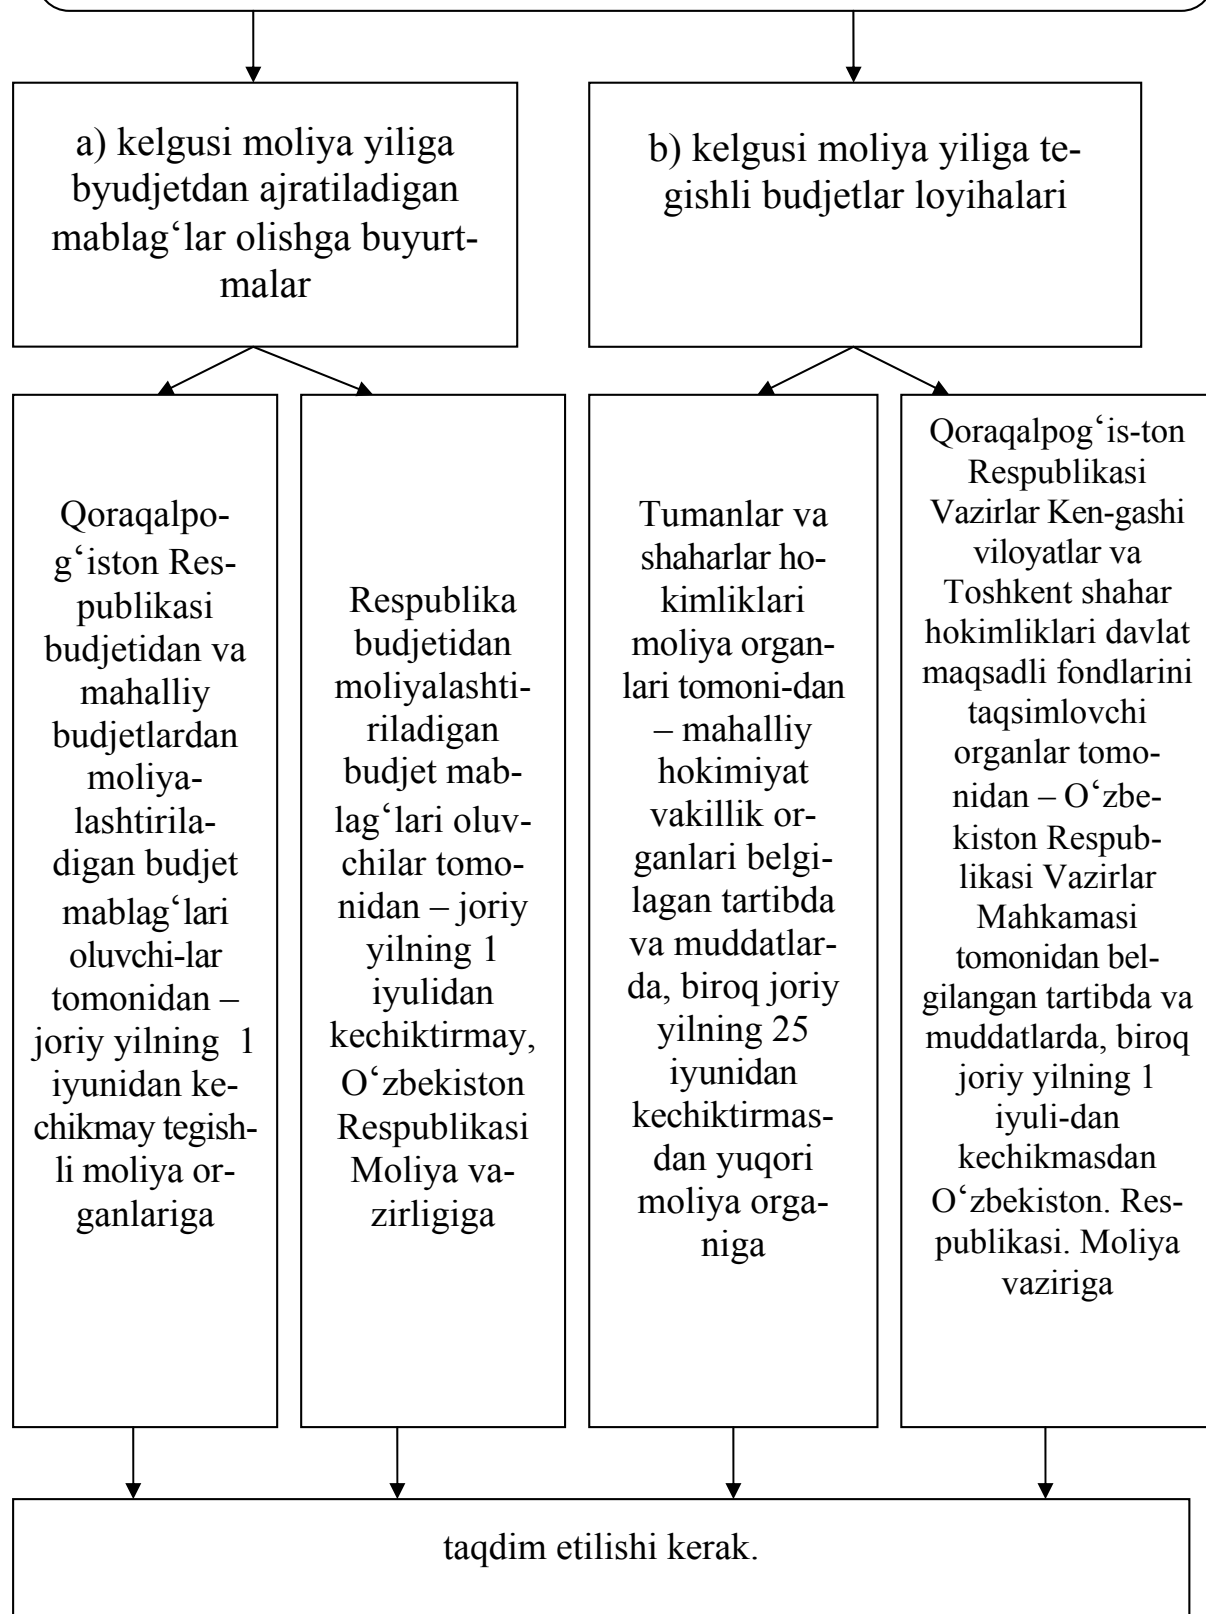 a) kelgusi moliya yiliga
byudjetdan ajratiladigan
mablag‘lar olishga buyurt-
malar
b) kelgusi moliya yiliga te-
gishli budjetlar loyihalari
Qoraqalpo-
g‘iston Res-
publikasi
budjetidan va
mahalliy
budjetlardan
moliya-
lashtirila-
digan budjet
mablag‘lari
oluvchi-lar
tomonidan –
joriy yilning 1
iyunidan ke-
chikmay tegish-
li moliya or-
ganlariga
Respublika
budjetidan
moliyalashti-
riladigan
budjet mab-
lag‘lari oluv-
chilar tomo-
nidan – joriy
yilning 1
iyulidan
kechiktirmay,
O‘zbekiston
Respublikasi
Moliya va-
zirligiga
Tumanlar va
shaharlar ho-
kimliklari
moliya organ-
lari tomoni-dan
– mahalliy
hokimiyat
vakillik or-
ganlari belgi-
lagan tartibda
va muddatlar-
da, biroq joriy
yilning 25
iyunidan
kechiktirmas-
dan yuqori
moliya orga-
niga
Qoraqalpog‘is-ton
Respublikasi
Vazirlar Ken-gashi
viloyatlar va
Toshkent shahar
hokimliklari davlat
maqsadli fondlarini
taqsimlovchi
organlar tomo-
nidan – O‘zbe-
kiston Respub-
likasi Vazirlar
Mahkamasi
tomonidan bel-
gilangan tartibda va
muddatlarda, biroq
joriy yilning 1
iyuli-dan
kechikmasdan
O‘zbekiston. Res-
publikasi. Moliya
vaziriga
taqdim etilishi kerak.